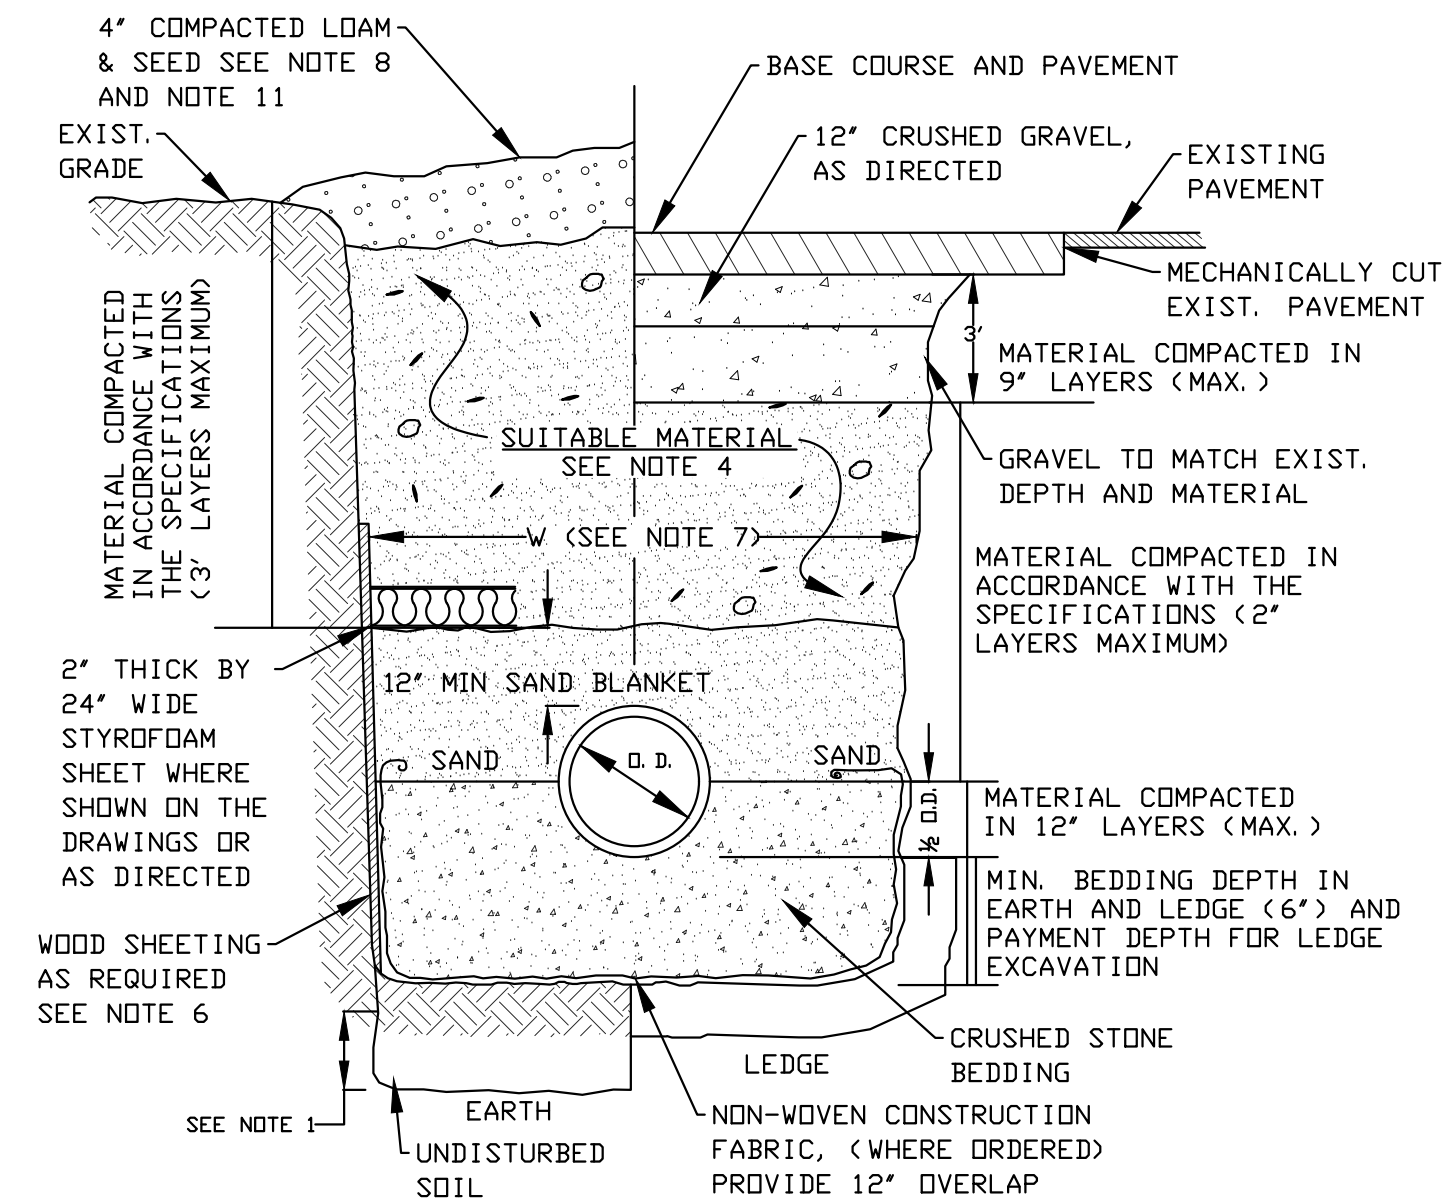 4" COMPACTED LOAM
& SEED SEE NOTE 8
AND NOTE 11
EXIST.
GRADE
BASE COURSE AND PAVEMENT
12" CRUSHED GRAVEL,
AS DIRECTED
EXISTING
PAVEMENT
MECHANICALLY CUT
EXIST. PAVEMENT
3'
MATERIAL COMPACTED IN
9" LAYERS (MAX.)
MATERIAL COMPACTED
IN ACCORDANCE WITH
THE SPECIFICATIONS
(3' LAYERS MAXIMUM)
SUITABLE MATERIAL
SEE NOTE 4
GRAVEL TO MATCH EXIST.
DEPTH AND MATERIAL
W (SEE NOTE 7)
MATERIAL COMPACTED IN
ACCORDANCE WITH THE
SPECIFICATIONS (2"
LAYERS MAXIMUM)
2" THICK BY
24" WIDE
STYROFOAM
SHEET WHERE
SHOWN ON THE
DRAWINGS OR
AS DIRECTED
12" MIN SAND BLANKET
SAND
O. D.
SAND
½ O.D.
MATERIAL COMPACTED
IN 12" LAYERS (MAX.)
MIN. BEDDING DEPTH IN
EARTH AND LEDGE (6") AND
PAYMENT DEPTH FOR LEDGE
EXCAVATION
WOOD SHEETING
AS REQUIRED
SEE NOTE 6
CRUSHED STONE
BEDDING
LEDGE
EARTH
SEE NOTE 1
UNDISTURBED
SOIL
NON-WOVEN CONSTRUCTION
FABRIC, (WHERE ORDERED)
PROVIDE 12" OVERLAP